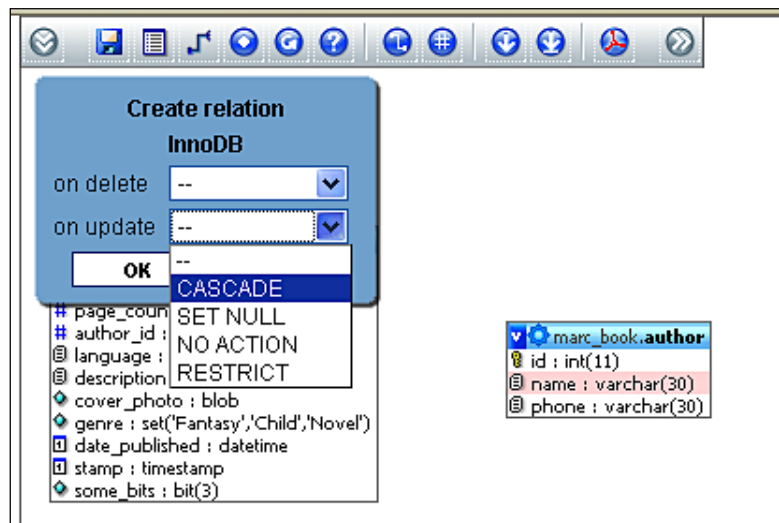 Create relation
InnoDB
on delete --
on update --
OK
--
CASCADE
SET NULL
NO ACTION
RESTRICT
# page_coun
# author_id :
language :
description
cover_photo : blob
genre : set('Fantasy','Child','Novel')
date_published : datetime
stamp : timestamp
some_bits : bit(3)
marc_book.author
id : int(11)
name : varchar(30)
phone : varchar(30)